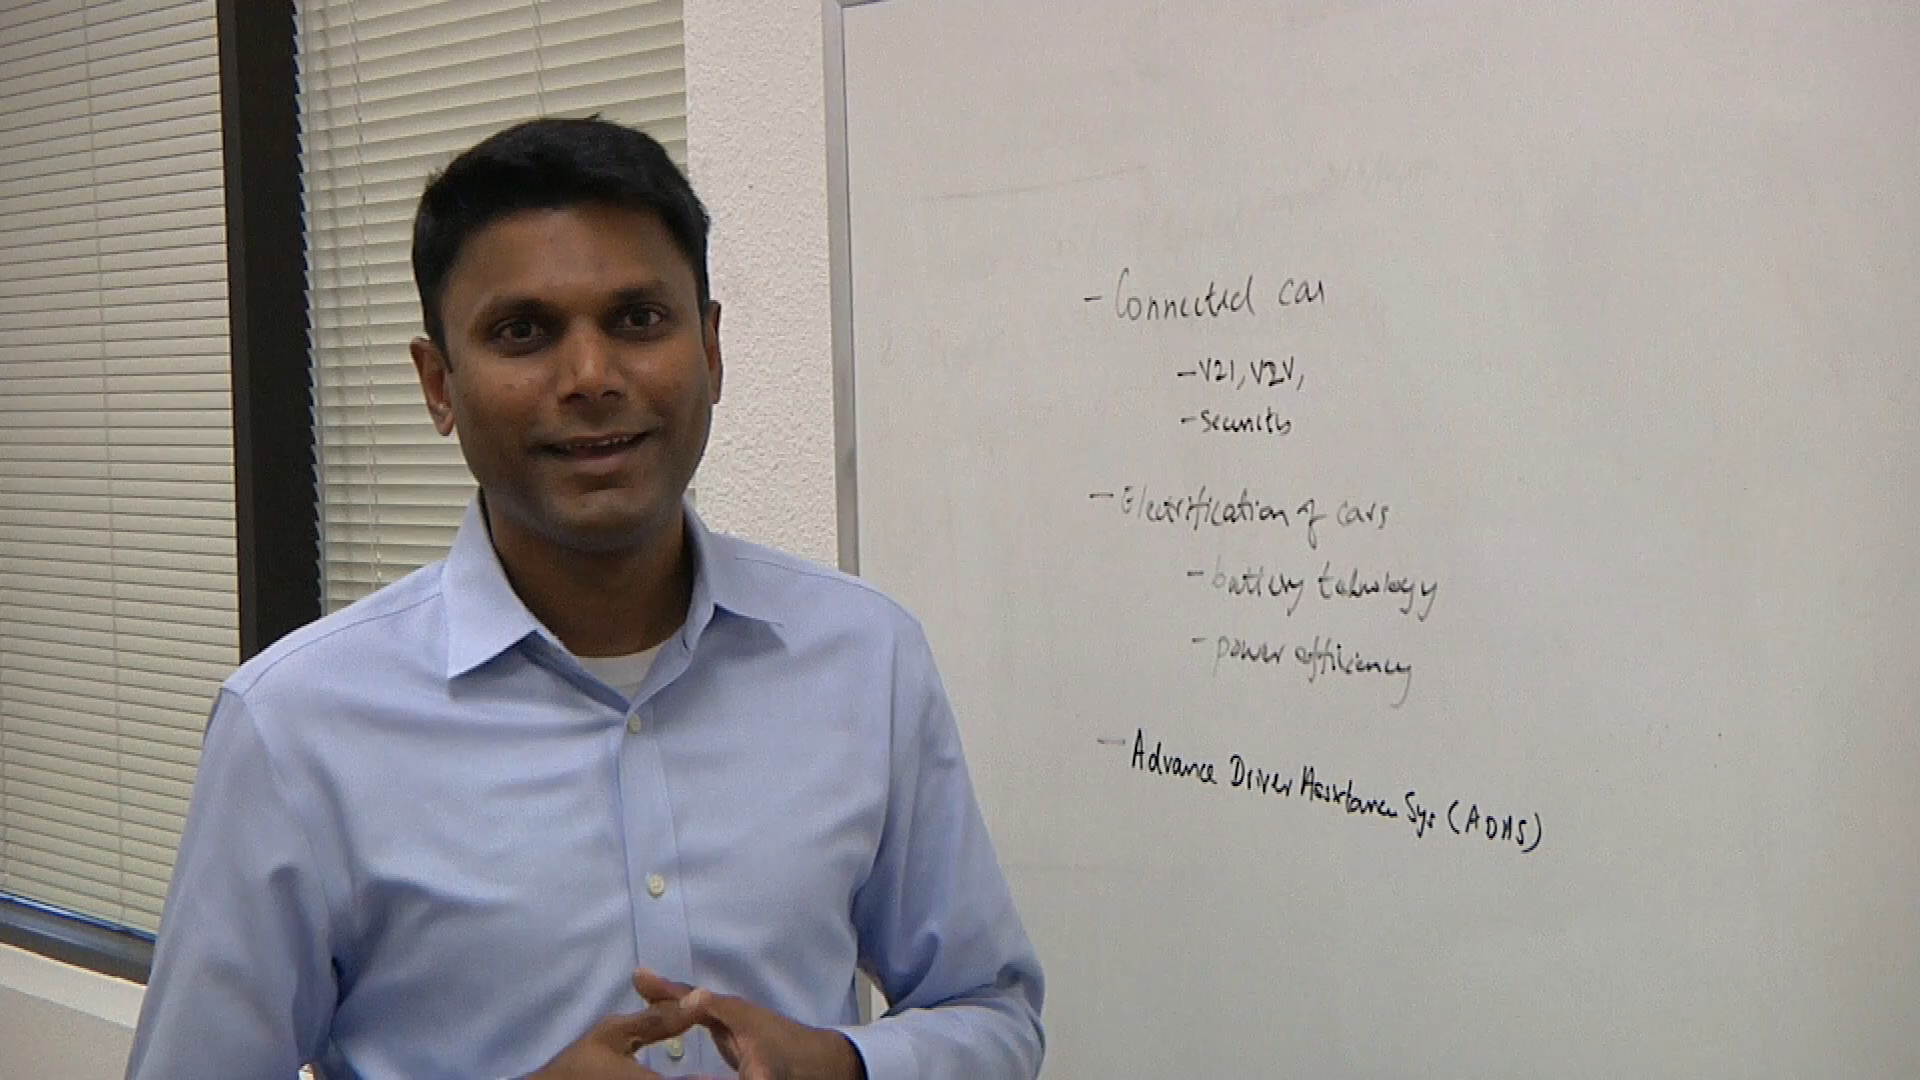 - Connected car
- V2I, V2V,
- Security
- Electrification of cars
- battery technology
- power efficiency
- Advance Driver Assistance Sys (ADAS)